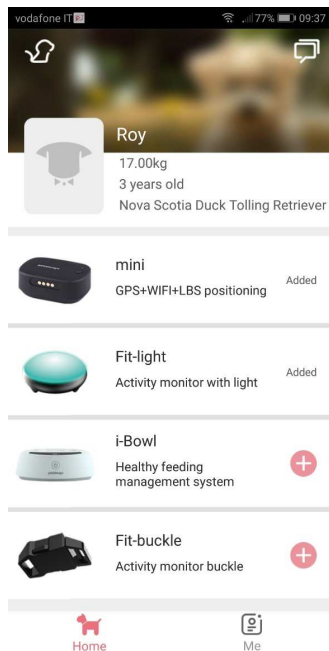 vodafone IT 77% 09:37
Roy
17.00kg
3 years old
Nova Scotia Duck Tolling Retriever
mini
GPS+WIFI+LBS positioning
Added
Fit-light
Activity monitor with light
Added
i-Bowl
Healthy feeding
management system
Fit-buckle
Activity monitor buckle
Home
Me